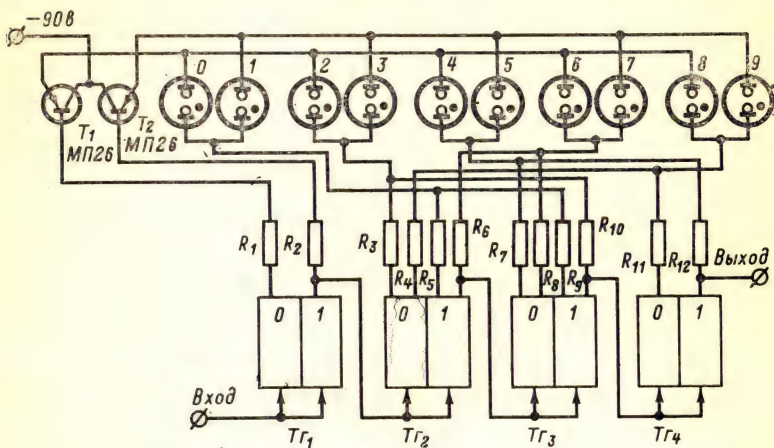 −90в
0 1 2 3 4 5 6 7 8 9
T₁ МП26
T₂ МП26
R₁ R₂ R₃ R₄ R₅ R₆ R₇ R₈ R₉ R₁₀ R₁₁ R₁₂
Выход
0 1 0 1 0 1 0 1
Вход
Тг₁ Тг₂ Тг₃ Тг₄